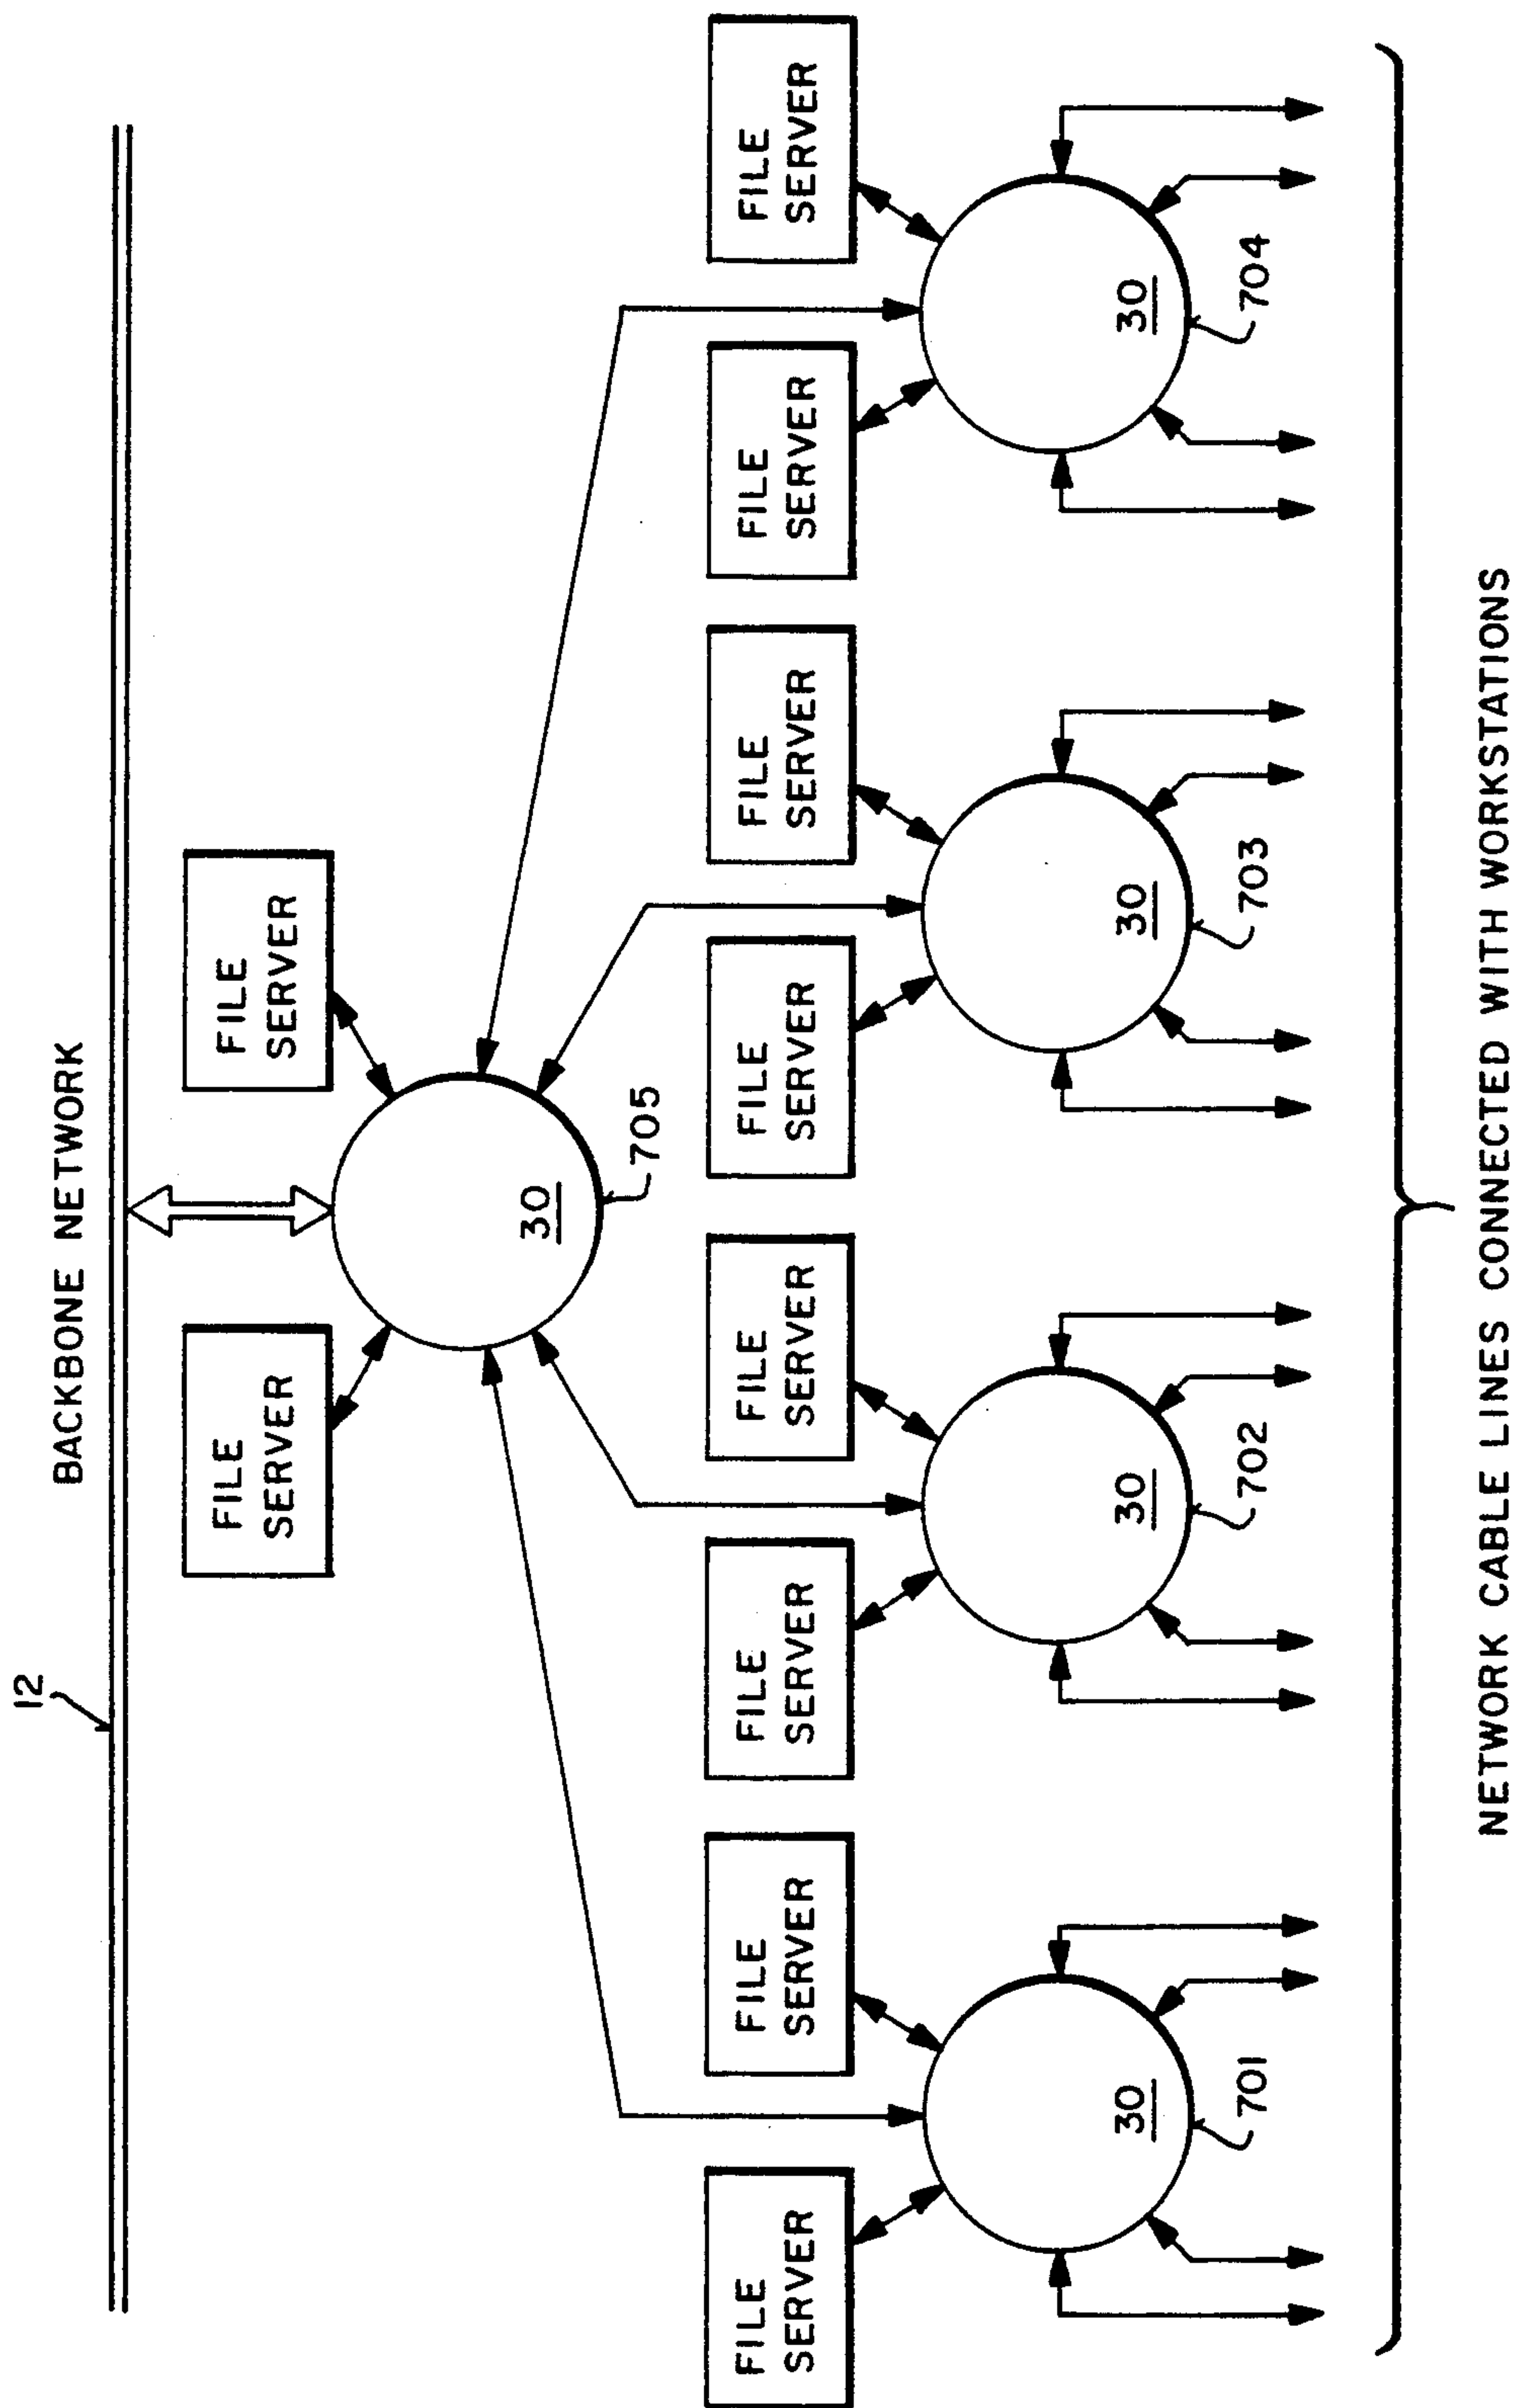 12
BACKBONE NETWORK
FILE
SERVER
FILE
SERVER
30
705
FILE
SERVER
FILE
SERVER
FILE
SERVER
FILE
SERVER
FILE
SERVER
FILE
SERVER
FILE
SERVER
FILE
SERVER
30
30
30
30
701
702
703
704
NETWORK CABLE LINES CONNECTED WITH WORKSTATIONS